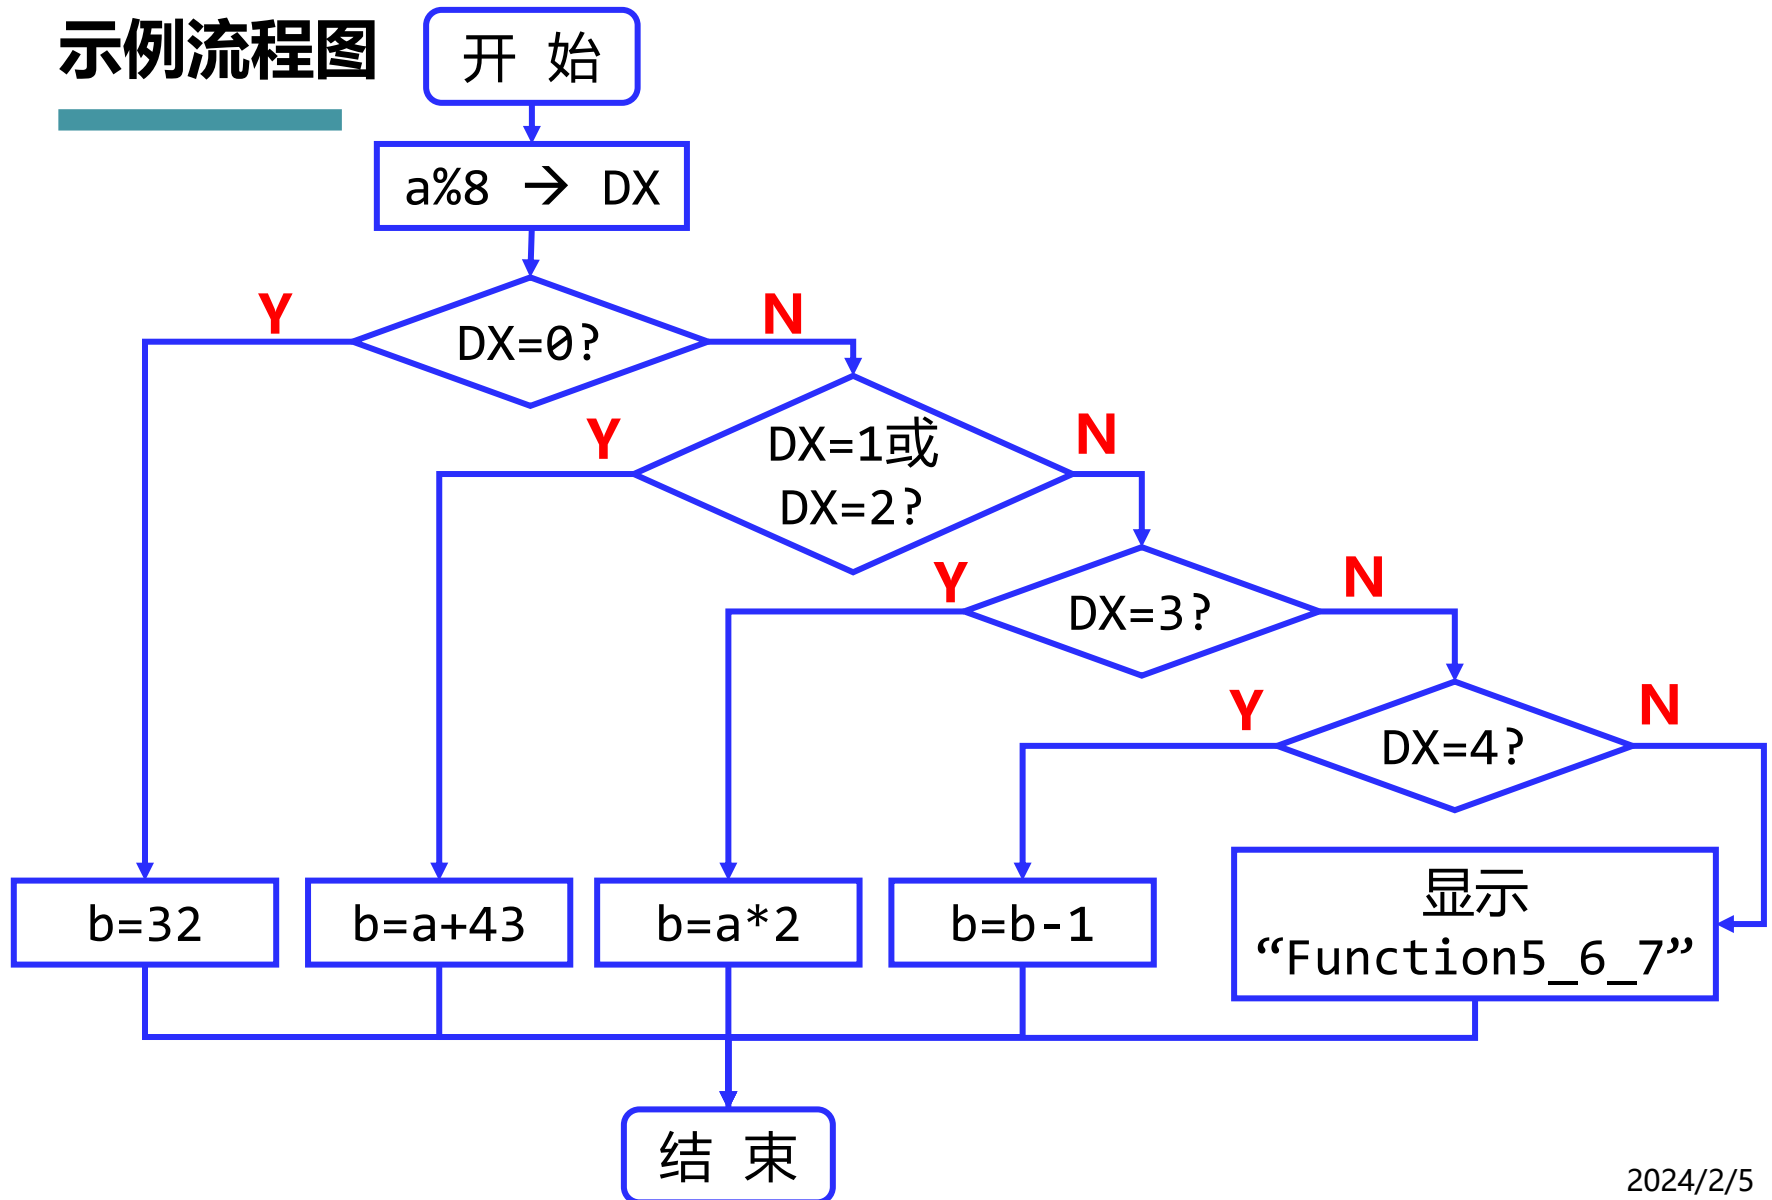 示例流程图
开 始
a%8 → DX
Y
N
DX=0?
Y
N
DX=1或
DX=2?
Y
N
DX=3?
Y
N
DX=4?
b=32
b=a+43
b=a*2
b=b-1
显示
“Function5_6_7”
结 束
2024/2/5